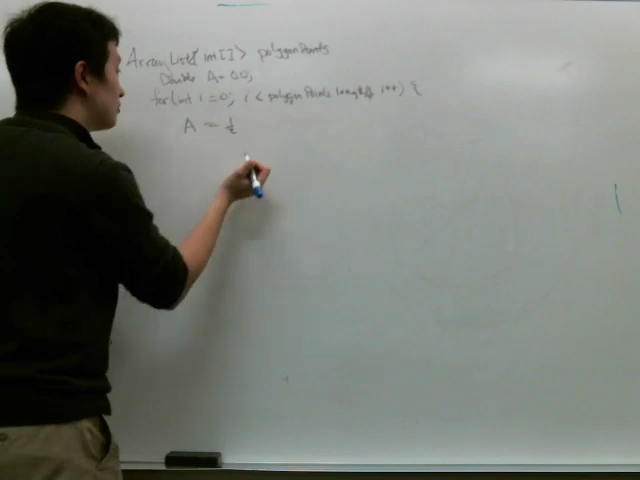 ArrayList<int[]> polygonPoints
Double A = 0.0;
for(int i=0; i < polygonPoints.length; i++) {
A = 1/2